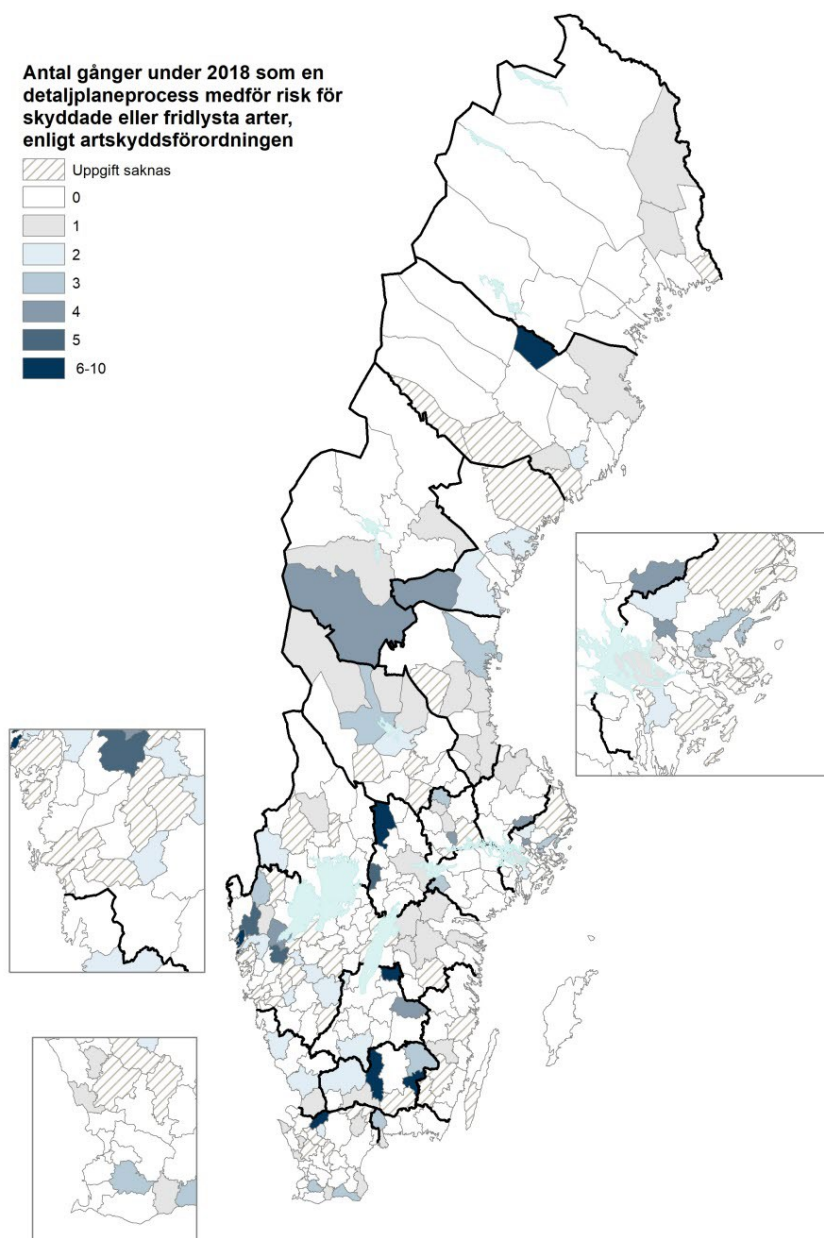 Antal gånger under 2018 som en
detaljplaneprocess medför risk för
skyddade eller fridlysta arter,
enligt artskyddsförordningen
Uppgift saknas
0
1
2
3
4
5
6-10